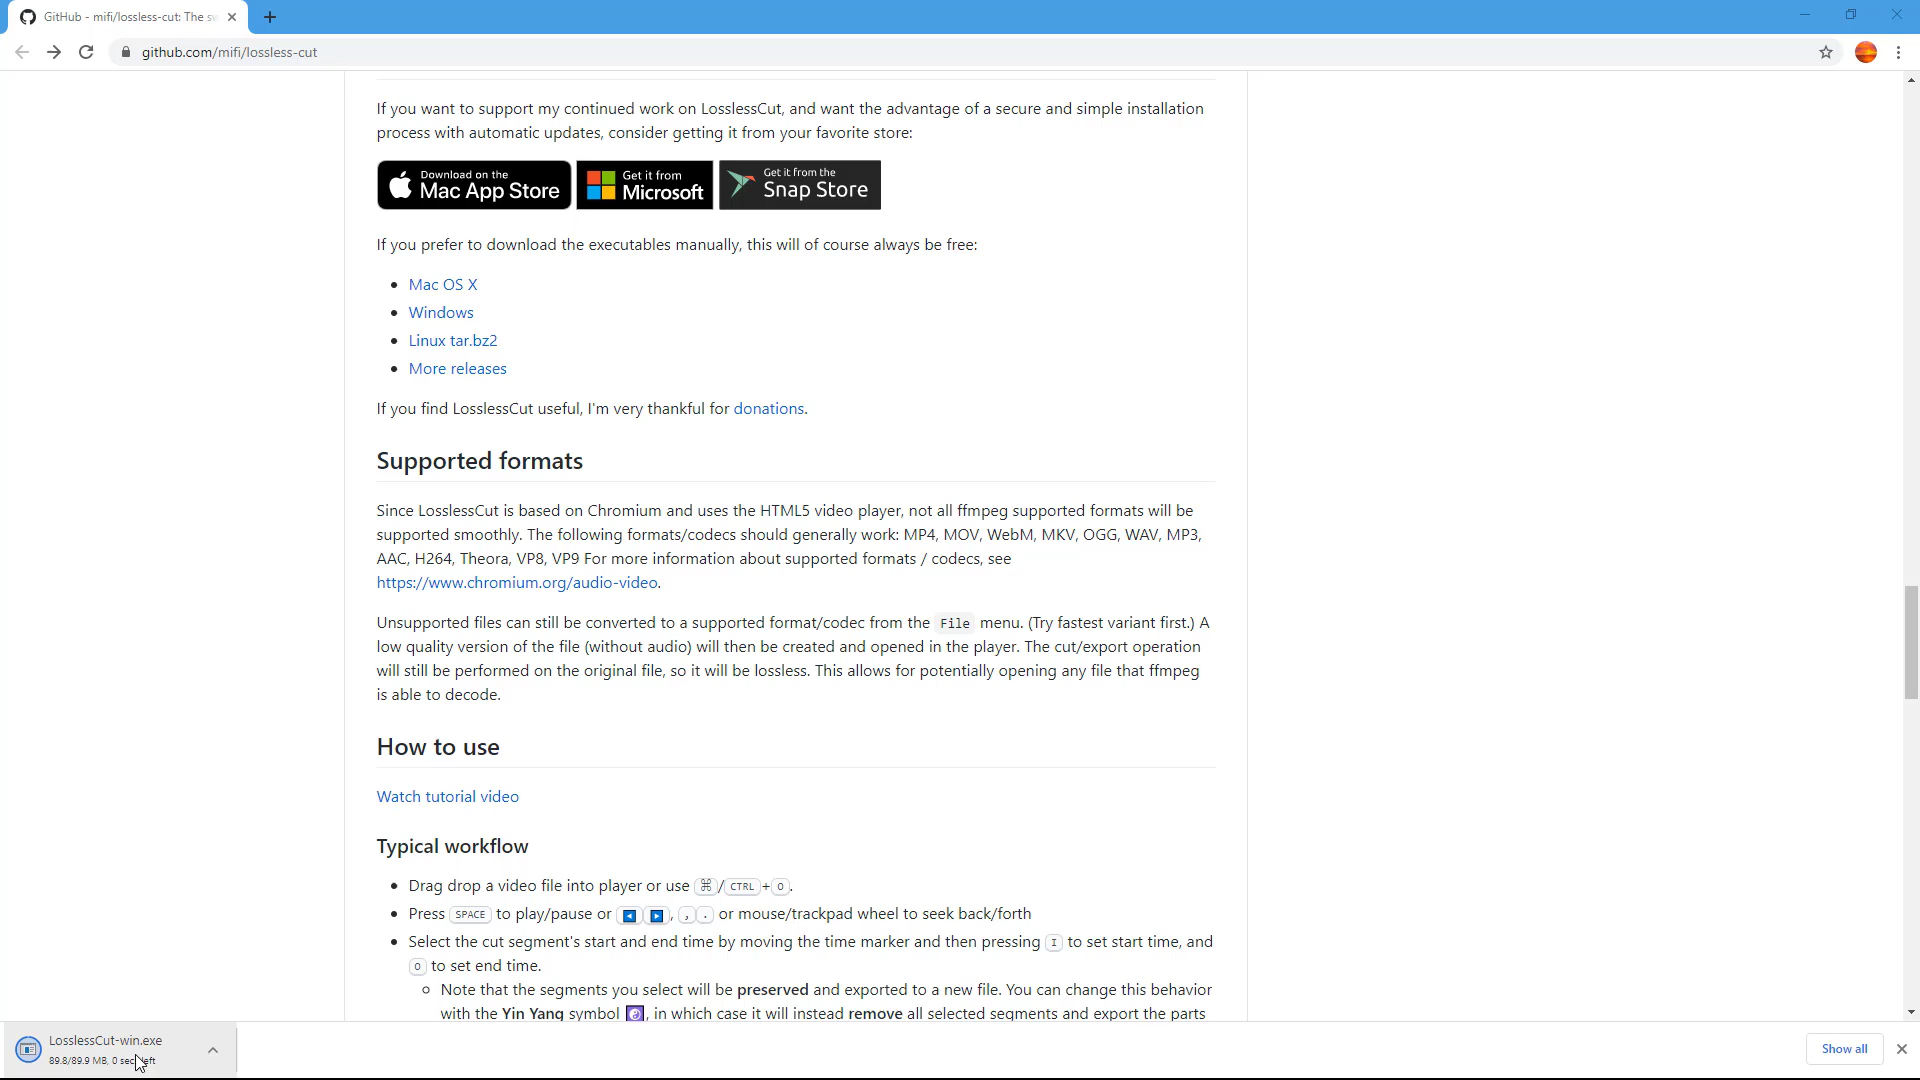 GitHub - mifi/lossless-cut: The sw
github.com/mifi/lossless-cut
If you want to support my continued work on LosslessCut, and want the advantage of a secure and simple installation
process with automatic updates, consider getting it from your favorite store:
Download on the
Mac App Store
Get it from
Microsoft
Get it from the
Snap Store
If you prefer to download the executables manually, this will of course always be free:
Mac OS X
Windows
Linux tar.bz2
More releases
If you find LosslessCut useful, I'm very thankful for donations.
Supported formats
Since LosslessCut is based on Chromium and uses the HTML5 video player, not all ffmpeg supported formats will be
supported smoothly. The following formats/codecs should generally work: MP4, MOV, WebM, MKV, OGG, WAV, MP3,
AAC, H264, Theora, VP8, VP9 For more information about supported formats / codecs, see
https://www.chromium.org/audio-video.
Unsupported files can still be converted to a supported format/codec from the File menu. (Try fastest variant first.) A
low quality version of the file (without audio) will then be created and opened in the player. The cut/export operation
will still be performed on the original file, so it will be lossless. This allows for potentially opening any file that ffmpeg
is able to decode.
How to use
Watch tutorial video
Typical workflow
Drag drop a video file into player or use ⌘/CTRL+O.
Press SPACE to play/pause or ◀ ▶, , . or mouse/trackpad wheel to seek back/forth
Select the cut segment's start and end time by moving the time marker and then pressing I to set start time, and
O to set end time.
Note that the segments you select will be preserved and exported to a new file. You can change this behavior
with the Yin Yang symbol ☯, in which case it will instead remove all selected segments and export the parts
LosslessCut-win.exe
89.8/89.9 MB, 0 secs left
Show all